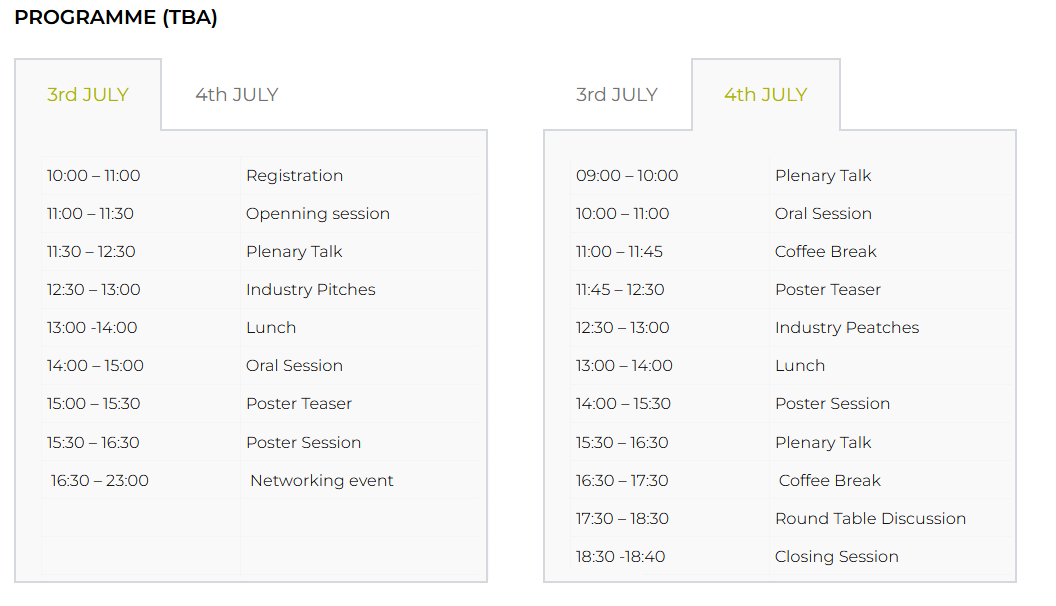 PROGRAMME (TBA)
3rd JULY 4th JULY
10:00 – 11:00 Registration
11:00 – 11:30 Openning session
11:30 – 12:30 Plenary Talk
12:30 – 13:00 Industry Pitches
13:00 -14:00 Lunch
14:00 – 15:00 Oral Session
15:00 – 15:30 Poster Teaser
15:30 – 16:30 Poster Session
16:30 – 23:00 Networking event
3rd JULY 4th JULY
09:00 – 10:00 Plenary Talk
10:00 – 11:00 Oral Session
11:00 – 11:45 Coffee Break
11:45 – 12:30 Poster Teaser
12:30 – 13:00 Industry Peatches
13:00 – 14:00 Lunch
14:00 – 15:30 Poster Session
15:30 – 16:30 Plenary Talk
16:30 – 17:30 Coffee Break
17:30 – 18:30 Round Table Discussion
18:30 -18:40 Closing Session